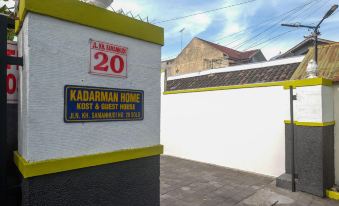 JL. KH. SAMANHUDI
20
KADARMAN HOME
KOST & GUEST HOUSE
JLN. KH. SAMANHUDI NO. 20 SOLO